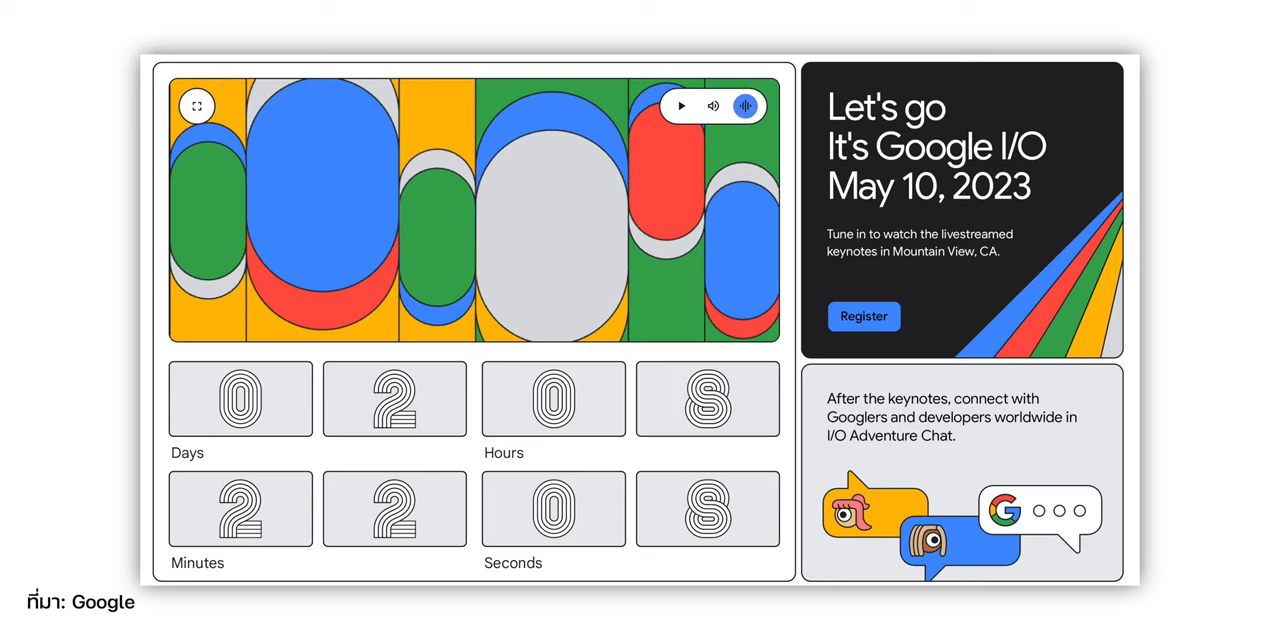 Let's go
It's Google I/O
May 10, 2023
Tune in to watch the livestreamed
keynotes in Mountain View, CA.
Register
0 2 0 8
Days Hours
2 2 0 8
Minutes Seconds
After the keynotes, connect with
Googlers and developers worldwide in
I/O Adventure Chat.
G
ที่มา: Google